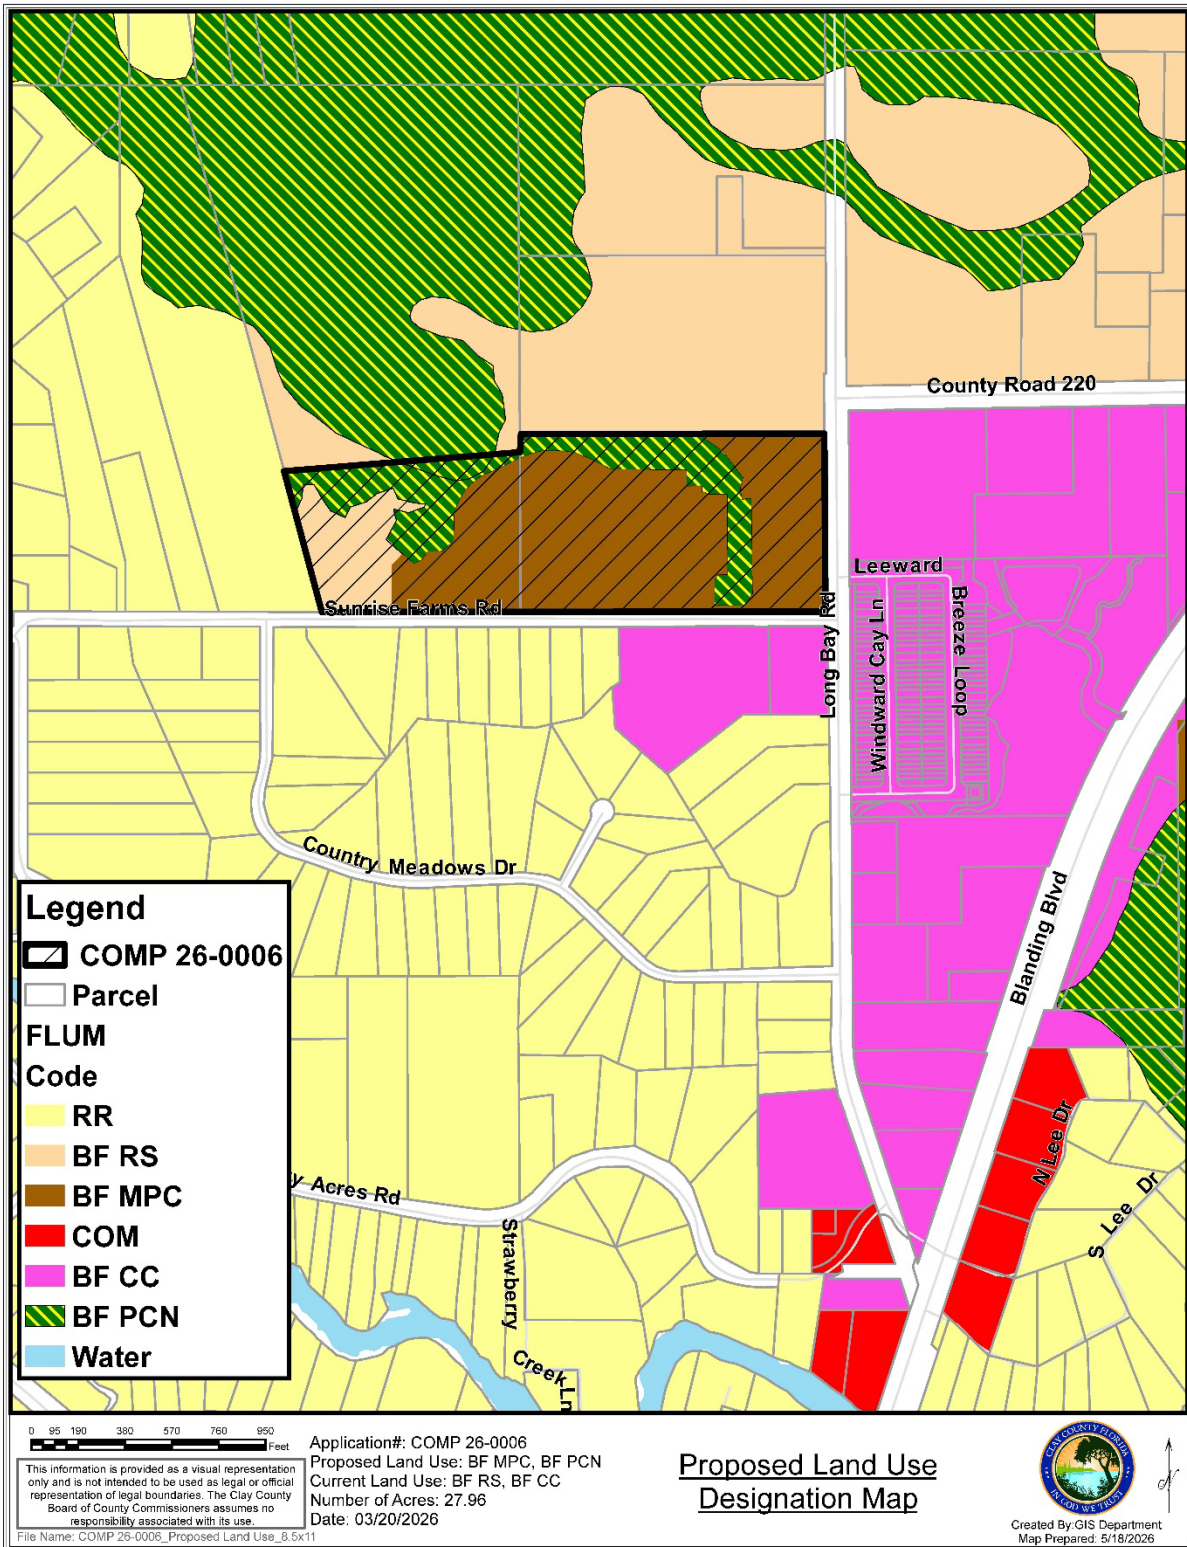 County Road 220
Leeward
Breeze Loop
Windward Cay Ln
Long Bay Rd
Sunrise Farms Rd
Country Meadows Dr
Blanding Blvd
N Lee Dr
S Lee Dr
y Acres Rd
Strawberry
Creek Ln
Legend
COMP 26-0006
Parcel
FLUM
Code
RR
BF RS
BF MPC
COM
BF CC
BF PCN
Water
0 95 190 380 570 760 950
Feet
This information is provided as a visual representation
only and is not intended to be used as legal or official
representation of legal boundaries. The Clay County
Board of County Commissioners assumes no
responsibility associated with its use.
File Name: COMP 26-0006_Proposed Land Use_8.5x11
Application#: COMP 26-0006
Proposed Land Use: BF MPC, BF PCN
Current Land Use: BF RS, BF CC
Number of Acres: 27.96
Date: 03/20/2026
Proposed Land Use
Designation Map
CLAY COUNTY FLORIDA
IN GOD WE TRUST
N
Created By:GIS Department
Map Prepared: 5/18/2026